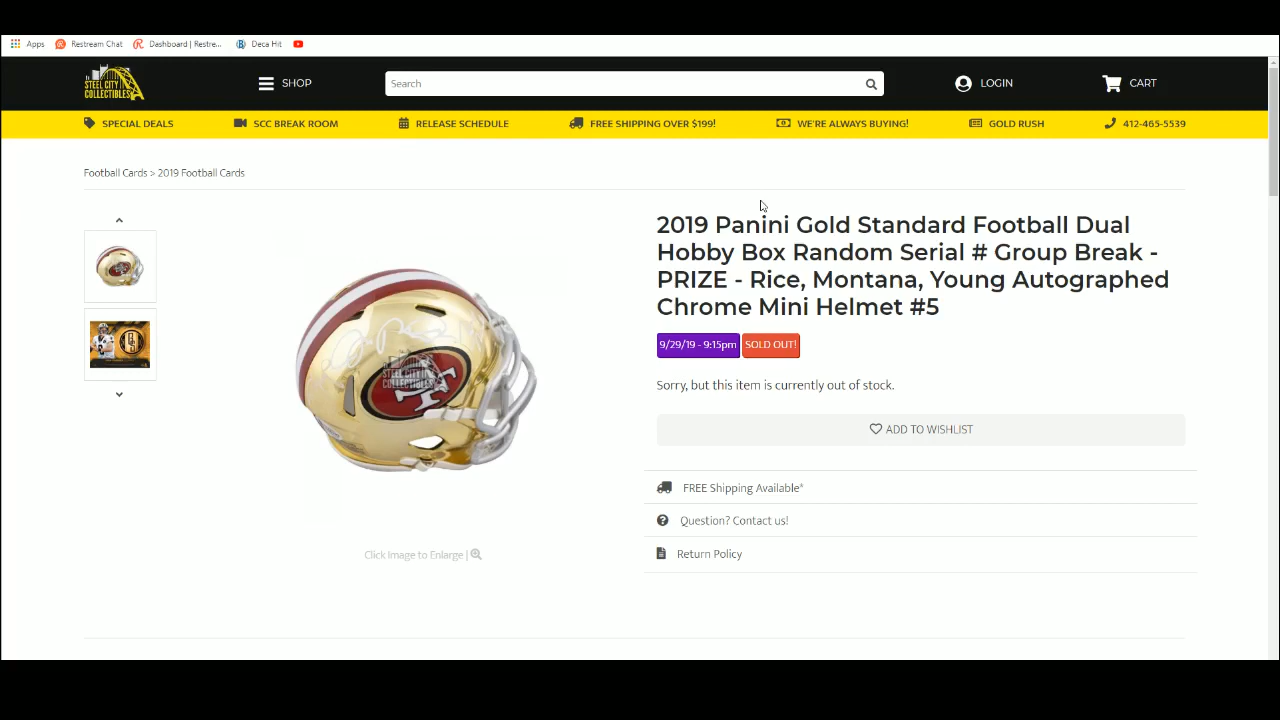 Apps
Restream Chat
Dashboard | Restre...
Deca Hit
STEEL CITY
COLLECTIBLES
SHOP
Search
LOGIN
CART
SPECIAL DEALS
SCC BREAK ROOM
RELEASE SCHEDULE
FREE SHIPPING OVER $199!
WE'RE ALWAYS BUYING!
GOLD RUSH
412-465-5539
Football Cards > 2019 Football Cards
2019 Panini Gold Standard Football Dual
Hobby Box Random Serial # Group Break -
PRIZE - Rice, Montana, Young Autographed
Chrome Mini Helmet #5
9/29/19 - 9:15pm
SOLD OUT!
Sorry, but this item is currently out of stock.
ADD TO WISHLIST
FREE Shipping Available*
Question? Contact us!
Return Policy
STEEL CITY
COLLECTIBLES
SF
Click Image to Enlarge |